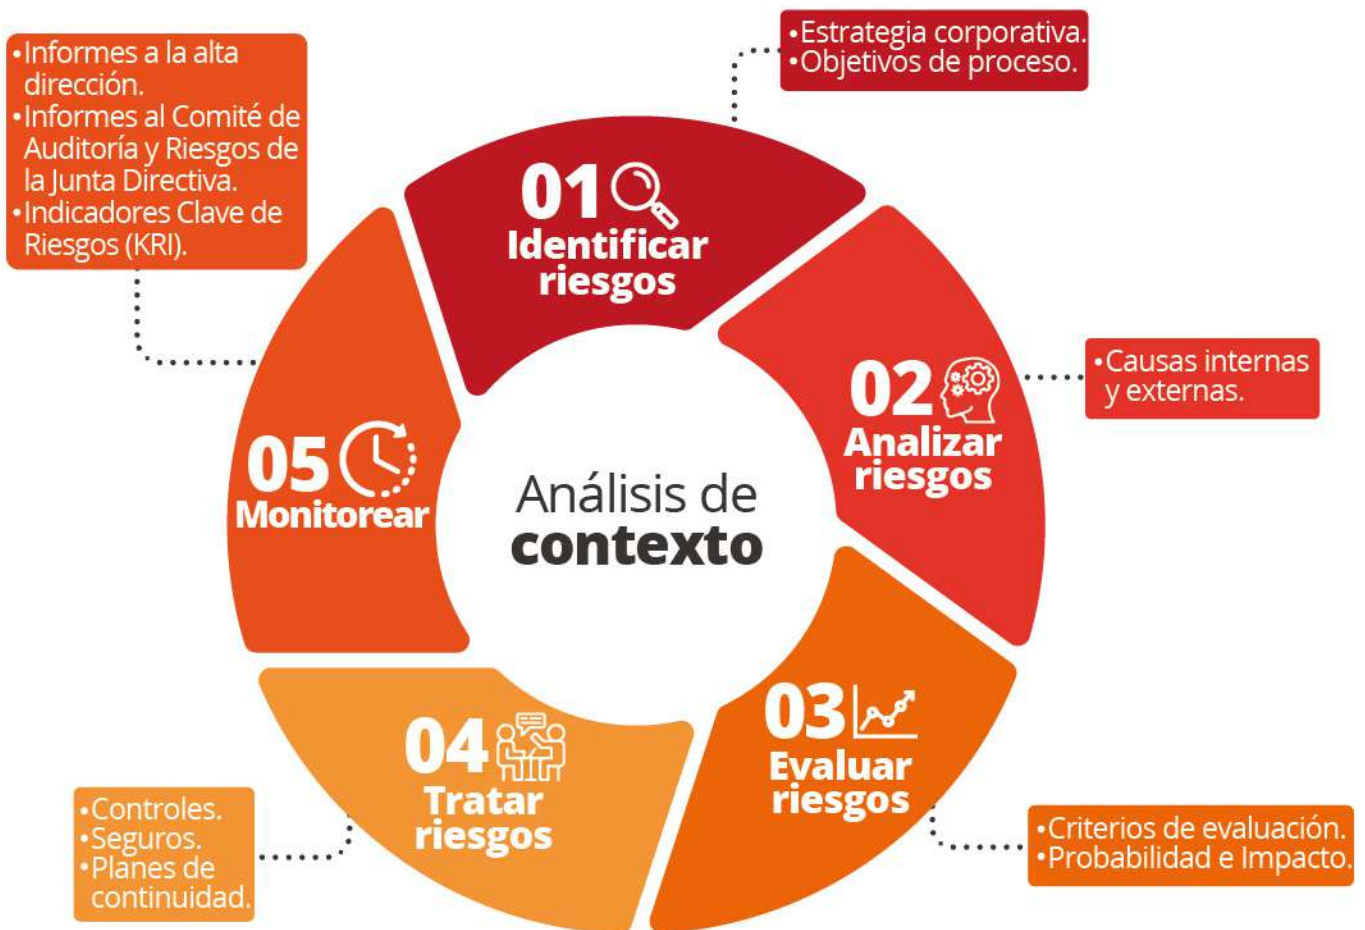 •Informes a la alta
dirección.
•Informes al Comité de
Auditoría y Riesgos de
la Junta Directiva.
•Indicadores Clave de
Riesgos (KRI).
•Estrategia corporativa.
•Objetivos de proceso.
01
Identificar
riesgos
02
Analizar
riesgos
•Causas internas
y externas.
03
Evaluar
riesgos
•Criterios de evaluación.
•Probabilidad e Impacto.
04
Tratar
riesgos
•Controles.
•Seguros.
•Planes de
continuidad.
05
Monitorear
Análisis de
contexto